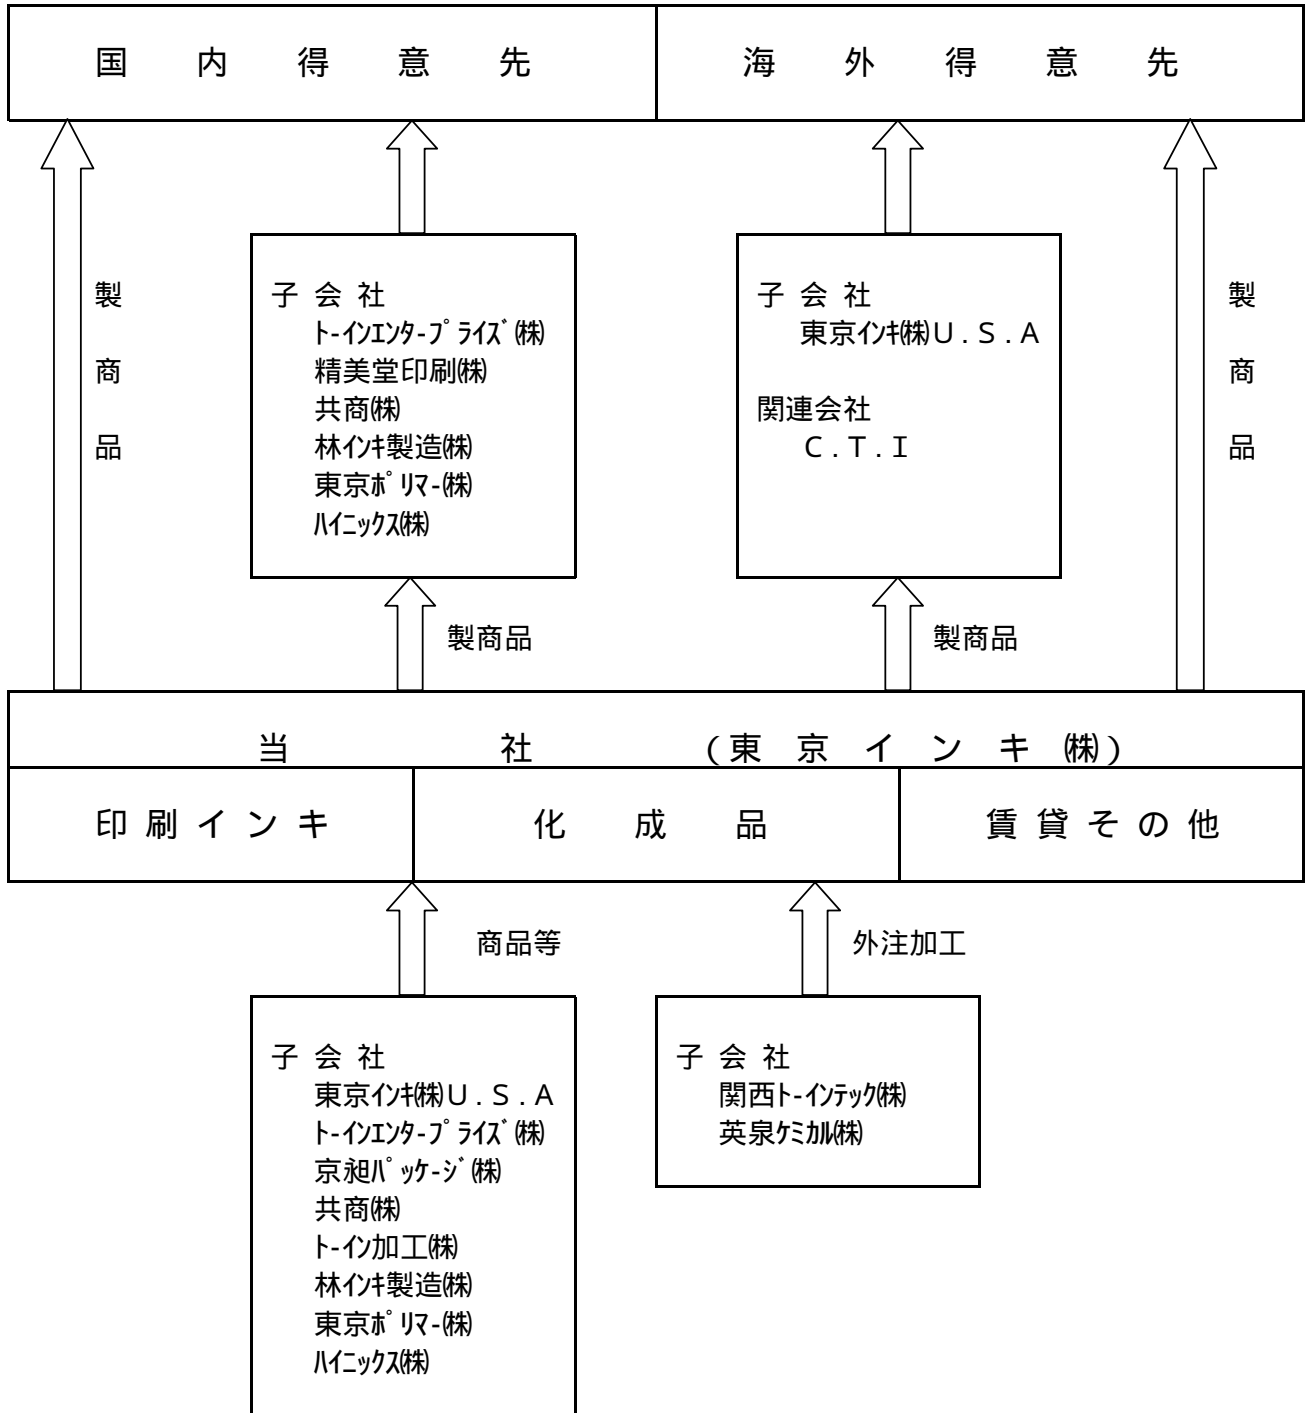 国内得意先
海外得意先
製商品
子会社
ﾄ-ｲﾝｴﾝﾀ-ﾌﾟﾗｲｽﾞ㈱
精美堂印刷㈱
共商㈱
林ｲﾝｷ製造㈱
東京ﾎﾟﾘﾏ-㈱
ﾊｲﾆｯｸｽ㈱
子会社
東京ｲﾝｷ㈱Ｕ．Ｓ．Ａ
関連会社
Ｃ．Ｔ．Ｉ
製商品
製商品
製商品
当社（東京インキ㈱）
印刷インキ
化成品
賃貸その他
商品等
外注加工
子会社
東京ｲﾝｷ㈱Ｕ．Ｓ．Ａ
ﾄ-ｲﾝｴﾝﾀ-ﾌﾟﾗｲｽﾞ㈱
京昶ﾊﾟｯｹ-ｼﾞ㈱
共商㈱
ﾄ-ｲﾝ加工㈱
林ｲﾝｷ製造㈱
東京ﾎﾟﾘﾏ-㈱
ﾊｲﾆｯｸｽ㈱
子会社
関西ﾄ-ｲﾝﾃｯｸ㈱
英泉ｹﾐｶﾙ㈱